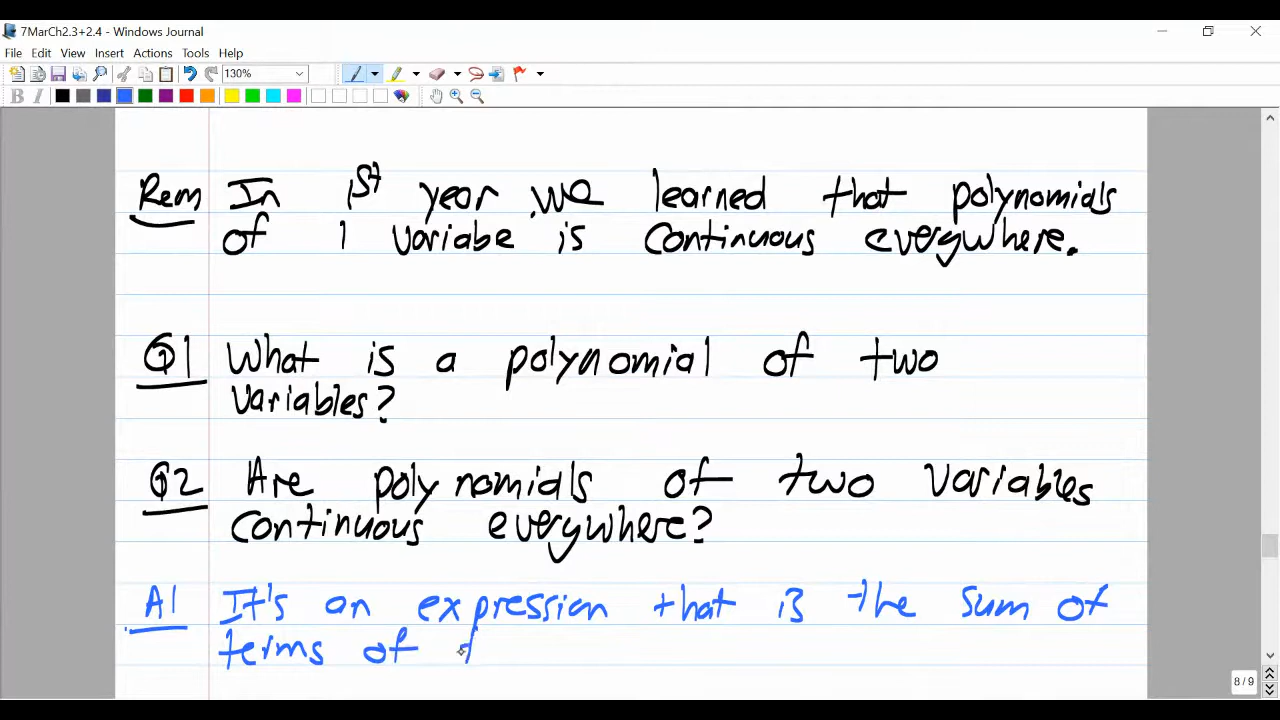 7MarCh2.3+2.4 - Windows Journal
File Edit View Insert Actions Tools Help
130%
B I
Rem In 1st year we learned that polynomials
of 1 variabe is continuous everywhere.
Q1 What is a polynomial of two
variables?
Q2 Are polynomials of two variables
continuous everywhere?
A1 It's an expression that is the sum of
terms of
8 / 9